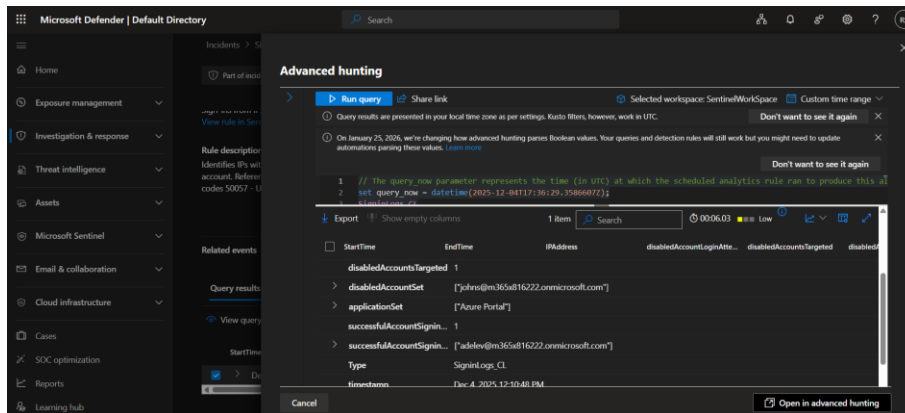 Microsoft Defender | Default Directory
Search
Incidents >
Home
Part of incid
Advanced hunting
Exposure management
Run query
Share link
Selected workspace: SentinelWorkSpace
Custom time range
View rule in Sen
Query results are presented in your local time zone as per settings. Kusto filters, however, work in UTC.
Don't want to see it again
Investigation & response
On January 25, 2026, we're changing how advanced hunting parses Boolean values. Your queries and detection rules will still work but you might need to update
automations parsing these values. Learn more
Rule description
Identifies IPs wit
account. Referen
codes 50057 - U
Don't want to see it again
Threat intelligence
1 // The query_now parameter represents the time (in UTC) at which the scheduled analytics rule ran to produce this al
2 set query_now = datetime(2025-12-04T17:36:29.3586607Z);
3 SigninLogs_CL
Assets
Export
Show empty columns
1 item
Search
00:06.03
Low
Microsoft Sentinel
Related events
StartTime
EndTime
IPAddress
disabledAccountLoginAtte...
disabledAccountsTargeted
disabledA
Email & collaboration
disabledAccountsTargeted 1
Query results
disabledAccountSet ["johns@m365x816222.onmicrosoft.com"]
Cloud infrastructure
applicationSet ["Azure Portal"]
View query
successfulAccountSignin... 1
Cases
successfulAccountSignin... ["adelev@m365x816222.onmicrosoft.com"]
SOC optimization
StartTime
Type SigninLogs_CL
De
Reports
timestamp Dec 4, 2025 12:10:48 PM
Learning hub
Cancel
Open in advanced hunting